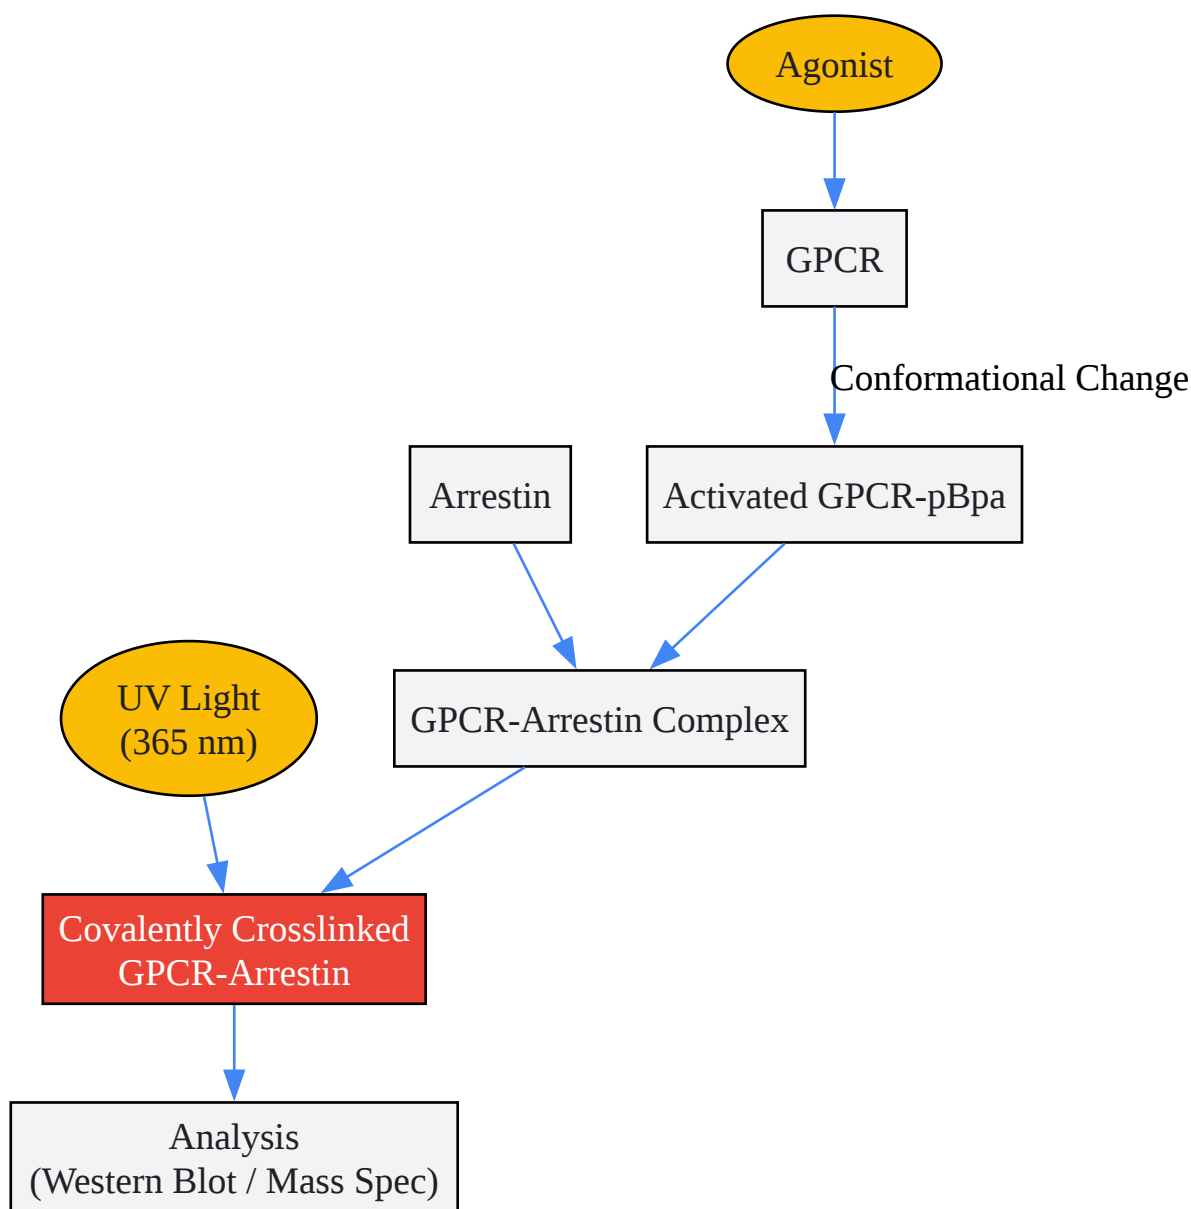 Agonist
GPCR
Conformational Change
Arrestin
Activated GPCR-pBpa
UV Light
(365 nm)
GPCR-Arrestin Complex
Covalently Crosslinked
GPCR-Arrestin
Analysis
(Western Blot / Mass Spec)